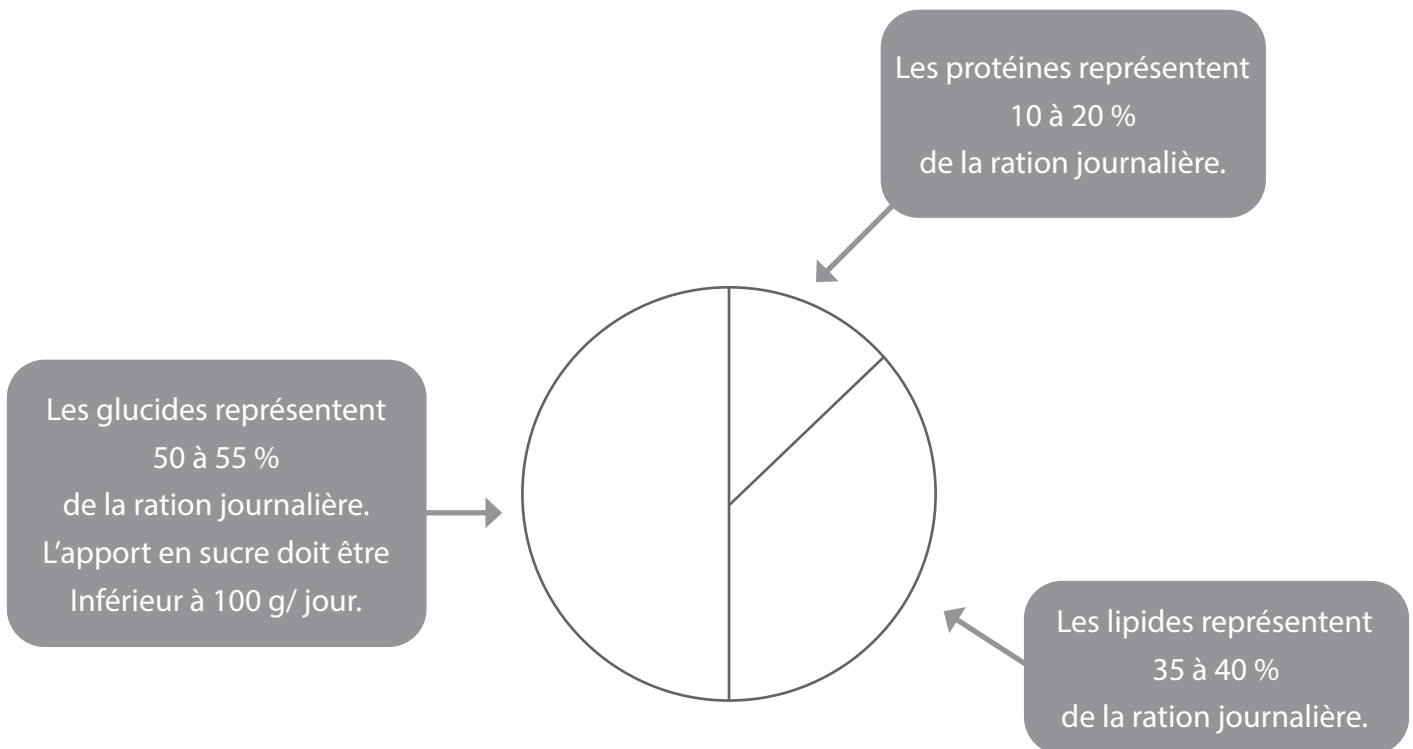 Les protéines représentent
10 à 20 %
de la ration journalière.
Les glucides représentent
50 à 55 %
de la ration journalière.
L'apport en sucre doit être
Inférieur à 100 g/ jour.
Les lipides représentent
35 à 40 %
de la ration journalière.